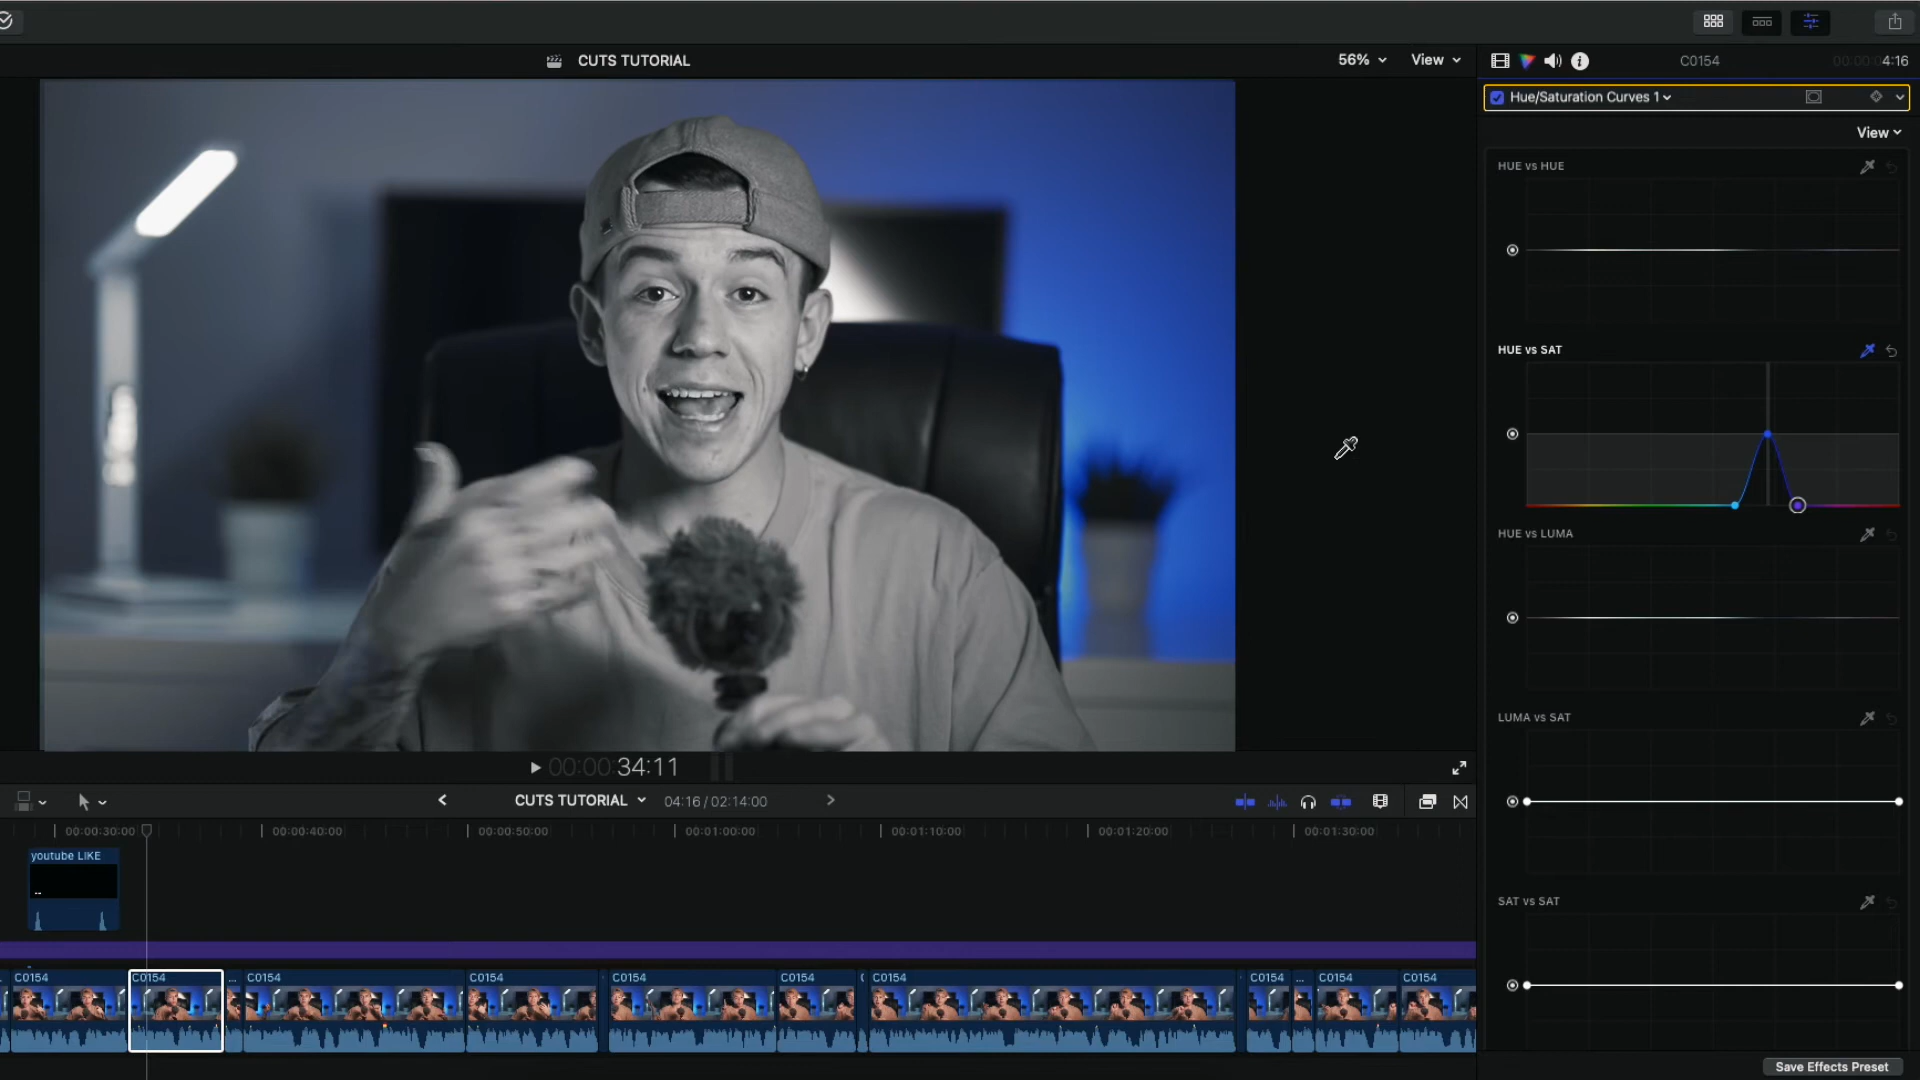 CUTS TUTORIAL
56%
View
C0154
00:00:04:16
Hue/Saturation Curves 1
View
HUE vs HUE
HUE vs SAT
HUE vs LUMA
LUMA vs SAT
SAT vs SAT
00:00:34:11
CUTS TUTORIAL
04:16 / 02:14:00
00:00:30:00
00:00:40:00
00:00:50:00
00:01:00:00
00:01:10:00
00:01:20:00
00:01:30:00
youtube LIKE
C0154
C0154
...
C0154
C0154
C0154
C0154
C0154
C0154
...
C0154
C0154
Save Effects Preset